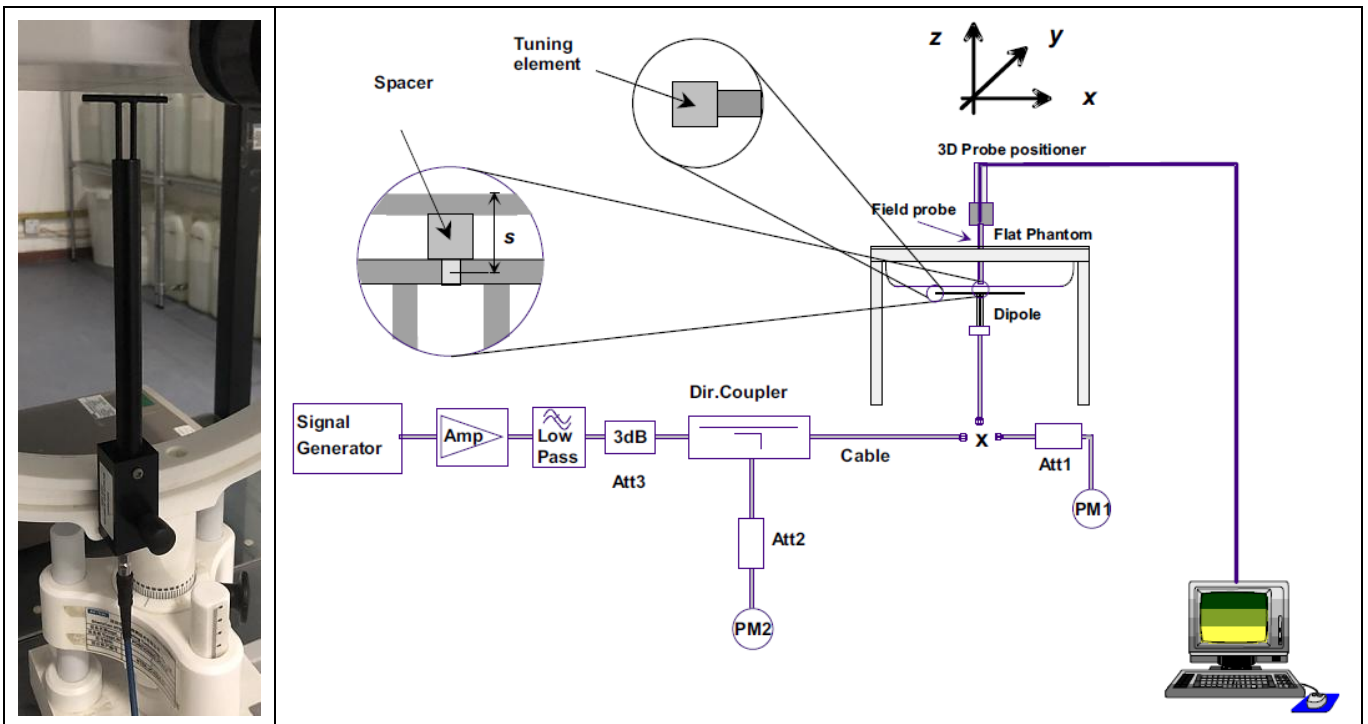 Tuning
element
Spacer
s
z
y
x
3D Probe positioner
Field probe
Flat Phantom
Dipole
Dir.Coupler
Signal
Generator
Amp
Low
Pass
3dB
Att3
Cable
x
Att1
PM1
Att2
PM2